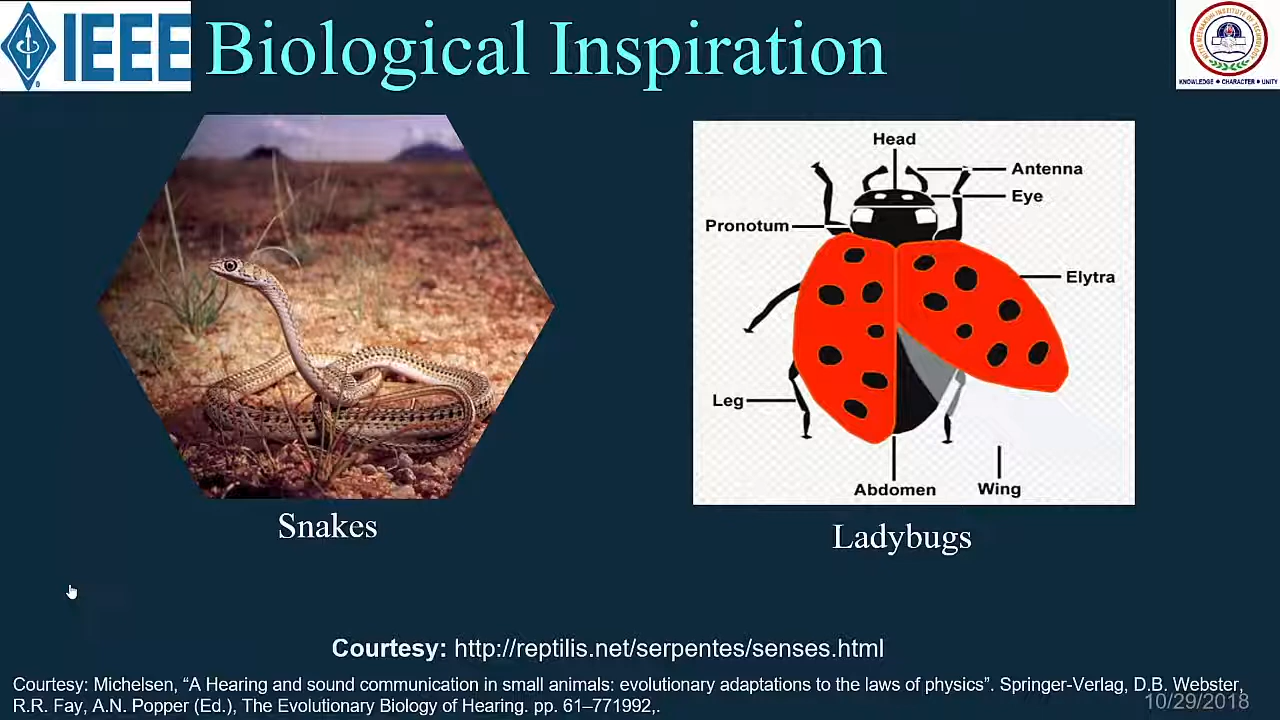 IEEE Biological Inspiration
KNOWLEDGE ● CHARACTER ● UNITY
Head
Antenna
Eye
Pronotum
Elytra
Leg
Abdomen
Wing
Snakes
Ladybugs
Courtesy: http://reptilis.net/serpentes/senses.html
Courtesy: Michelsen, “A Hearing and sound communication in small animals: evolutionary adaptations to the laws of physics”. Springer-Verlag, D.B. Webster,
R.R. Fay, A.N. Popper (Ed.), The Evolutionary Biology of Hearing. pp. 61–771992,.
10/29/2018